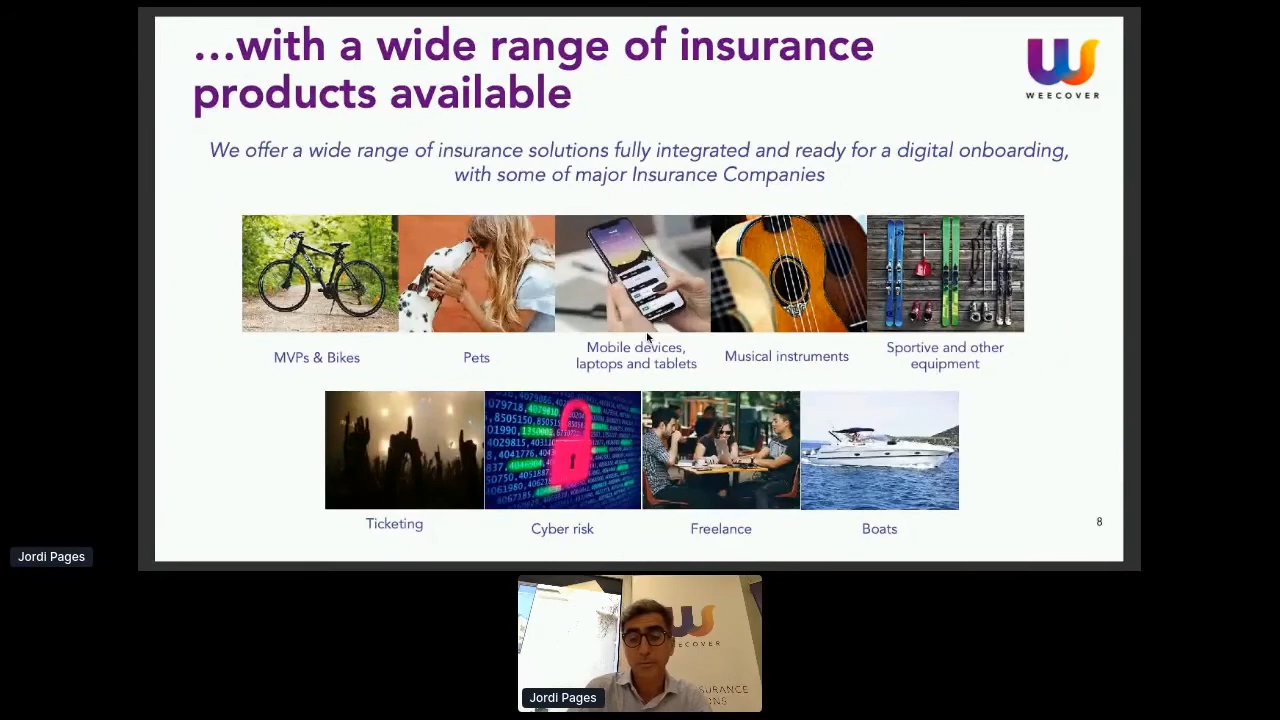 ...with a wide range of insurance
products available
WEECOVER
We offer a wide range of insurance solutions fully integrated and ready for a digital onboarding,
with some of major Insurance Companies
MVPs & Bikes
Pets
Mobile devices,
laptops and tablets
Musical instruments
Sportive and other
equipment
Ticketing
Cyber risk
Freelance
Boats
8
Jordi Pages
Jordi Pages